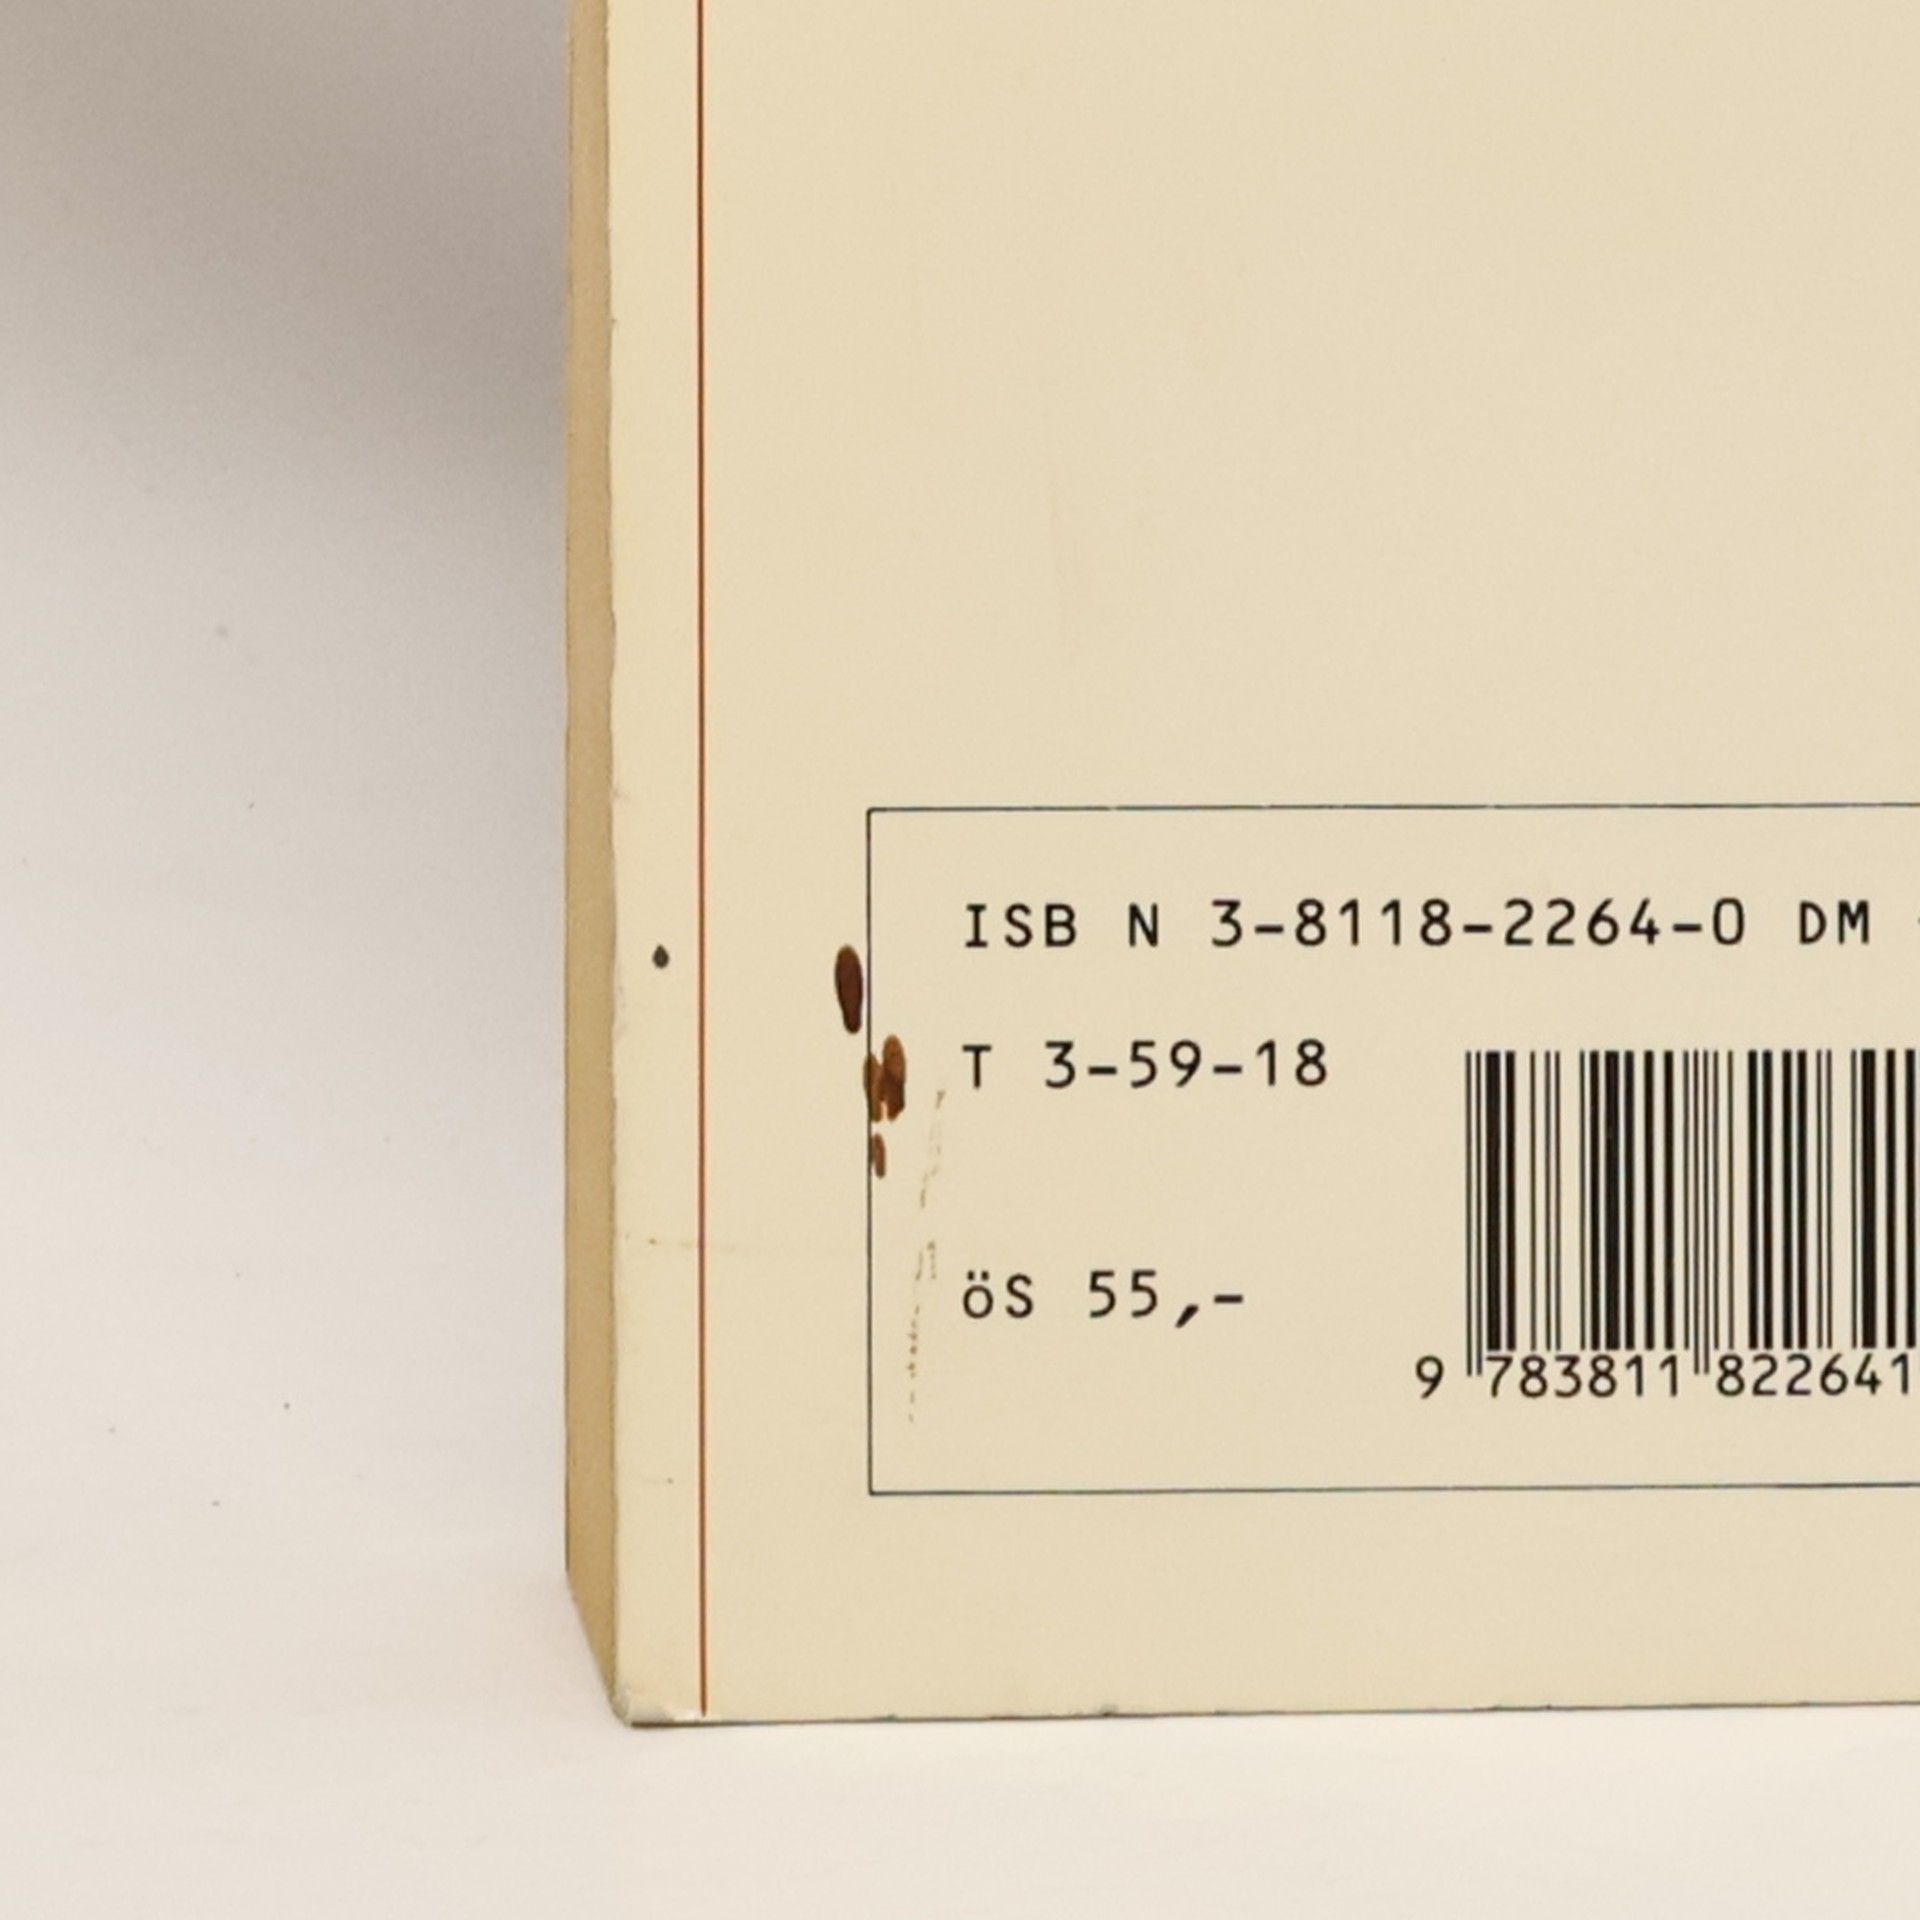 ISB N 3-8118-2264-0 DM
T 3-59-18
öS 55,-
9 783811 822641